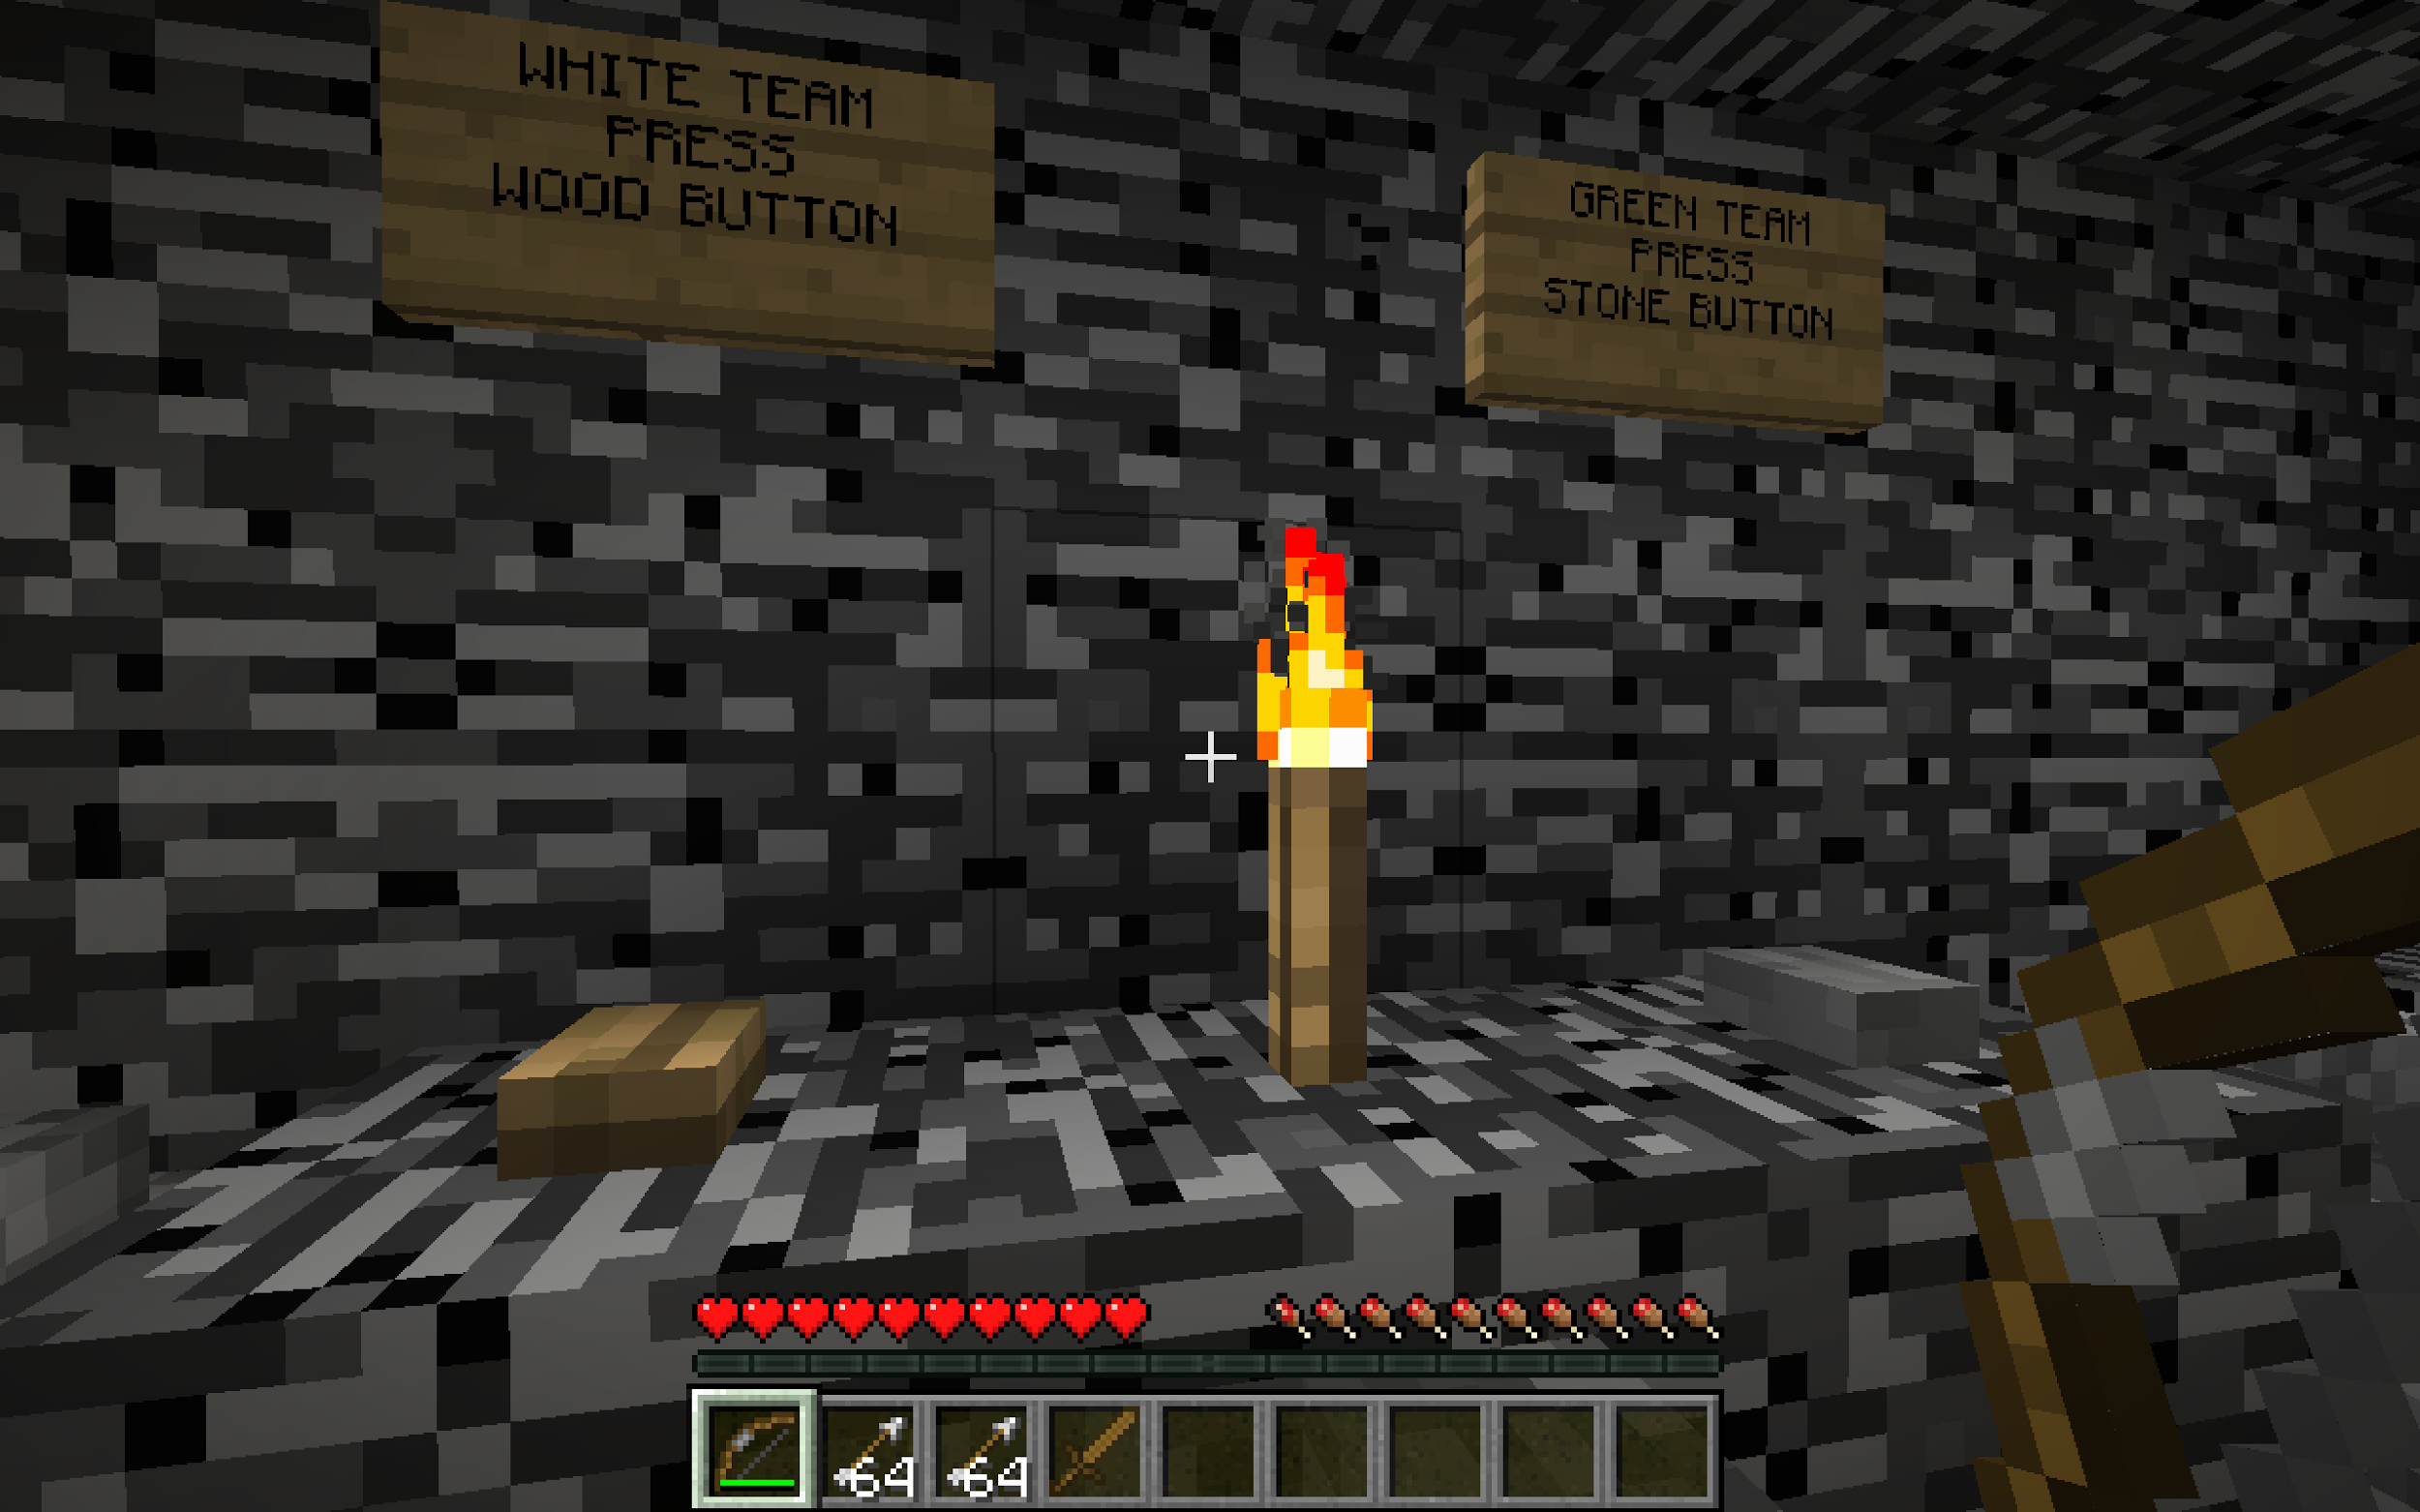 WHITE TEAM
PRESS
WOOD BUTTON
GREEN TEAM
PRESS
STONE BUTTON
64
64